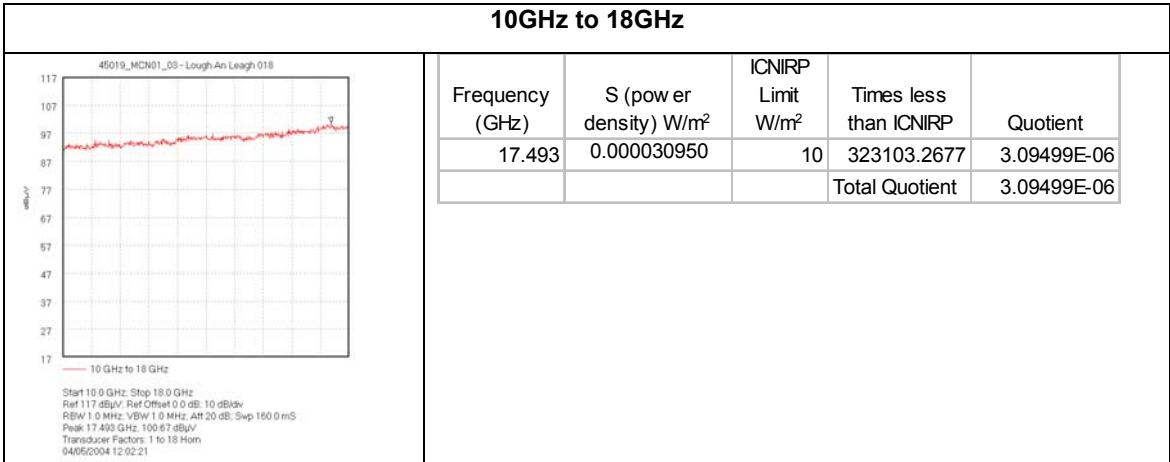 10GHz to 18GHz
45019_MCN01_03 - Lough An Leagh 018
117
107
97
87
77
67
57
47
37
27
17
dBµV
10 GHz to 18 GHz
Start 10.0 GHz; Stop 18.0 GHz
Ref 117 dBµV; Ref Offset 0.0 dB; 10 dB/div
RBW 1.0 MHz; VBW 1.0 MHz; Att 20 dB; Swp 160.0 mS
Peak 17.493 GHz, 100.67 dBµV
Transducer Factors: 1 to 18 Horn
04/05/2004 12:02:21
Frequency (GHz) S (pow er density) W/m² ICNIRP Limit W/m² Times less than ICNIRP Quotient
17.493 0.000030950 10 323103.2677 3.09499E-06
Total Quotient 3.09499E-06